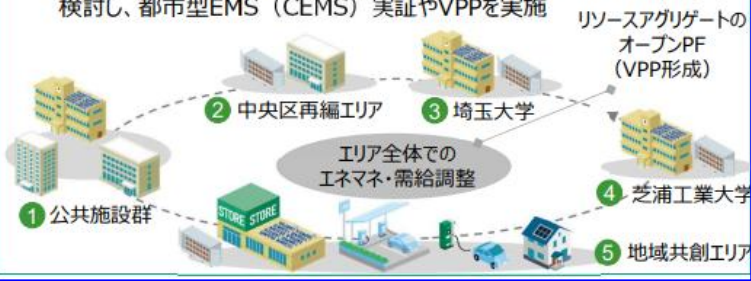 検討し、都市型EMS（CEMS）実証やVPPを実施
リソースアグリゲートの
オープンPF
（VPP形成）
2 中央区再編エリア
3 埼玉大学
エリア全体での
エネマネ・需給調整
4 芝浦工業大学
1 公共施設群
STORE STORE
5 地域共創エリア